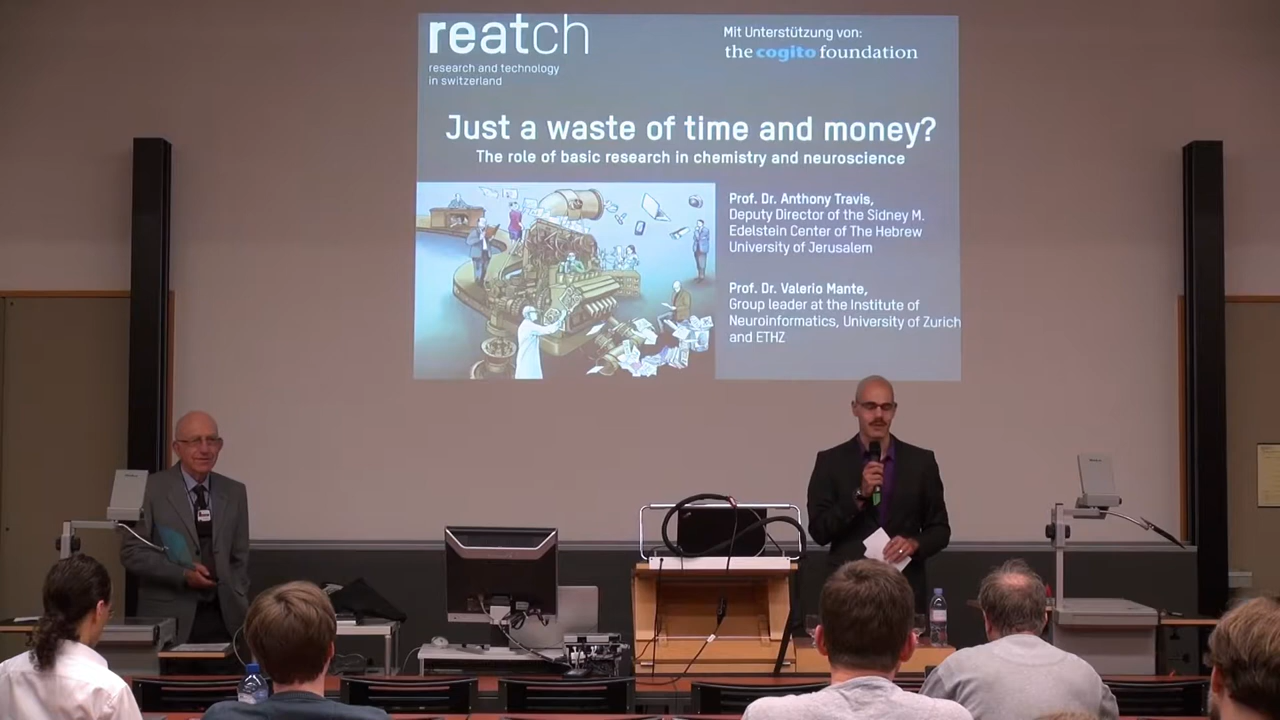 reatch
research and technology
in switzerland
Mit Unterstützung von:
the cogito foundation
Just a waste of time and money?
The role of basic research in chemistry and neuroscience
Prof. Dr. Anthony Travis,
Deputy Director of the Sidney M.
Edelstein Center of The Hebrew
University of Jerusalem
Prof. Dr. Valerio Mante,
Group leader at the Institute of
Neuroinformatics, University of Zurich
and ETHZ